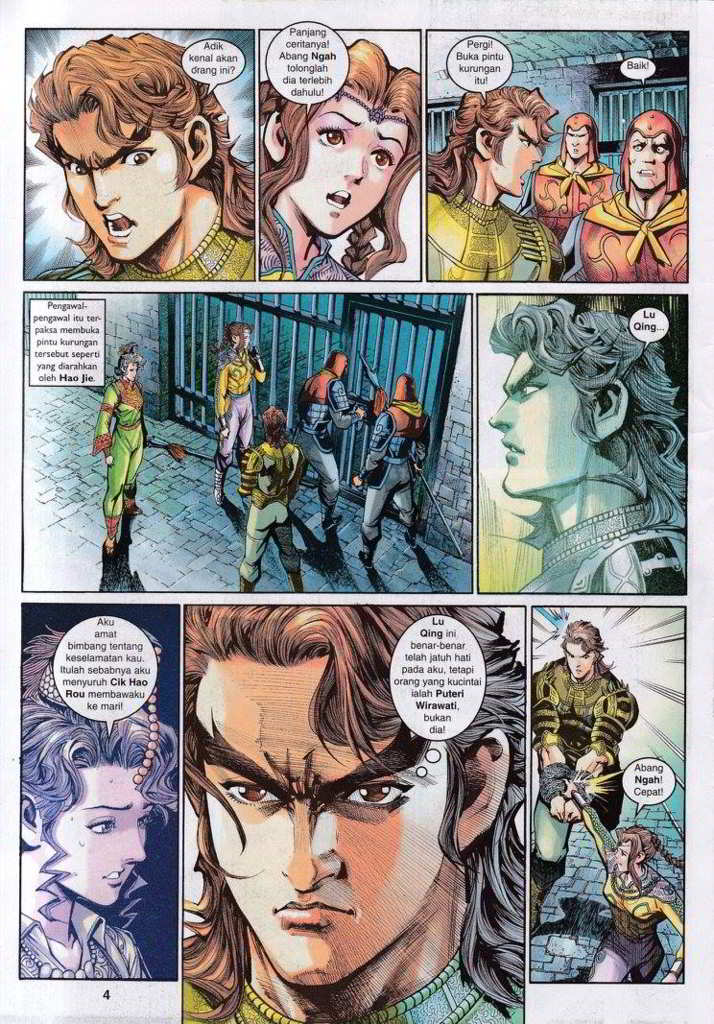 Adik
kenal akan
orang ini?
Panjang
ceritanya!
Abang Ngah
tolonglah
dia terlebih
dahulu!
Pergi!
Buka pintu
kurungan
itu!
Baik!
Pengawal-
pengawal itu ter-
paksa membuka
pintu kurungan
tersebut seperti
yang diarahkan
oleh Hao Jie.
Lu
Qing...
Aku
amat
bimbang tentang
keselamatan kau.
Itulah sebabnya aku
menyuruh Cik Hao
Rou membawaku
ke mari!
Lu
Qing ini
benar-benar
telah jatuh hati
pada aku, tetapi
orang yang kucintai
ialah Puteri
Wirawati,
bukan
dia!
Abang
Ngah!
Cepat!
4